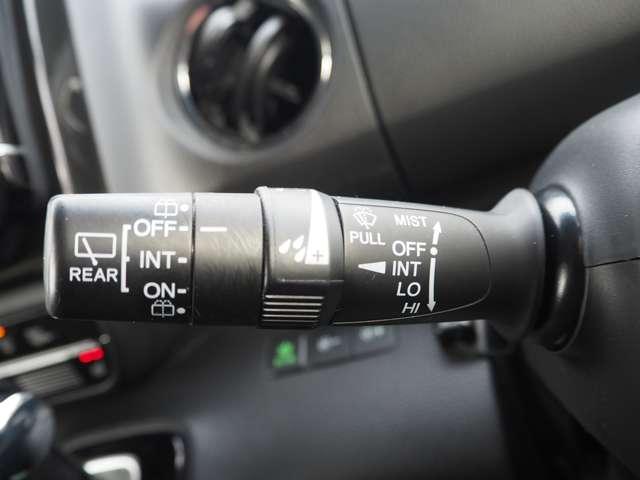 OFF
REAR INT
ON
MIST
PULL OFF
INT
LO
HI